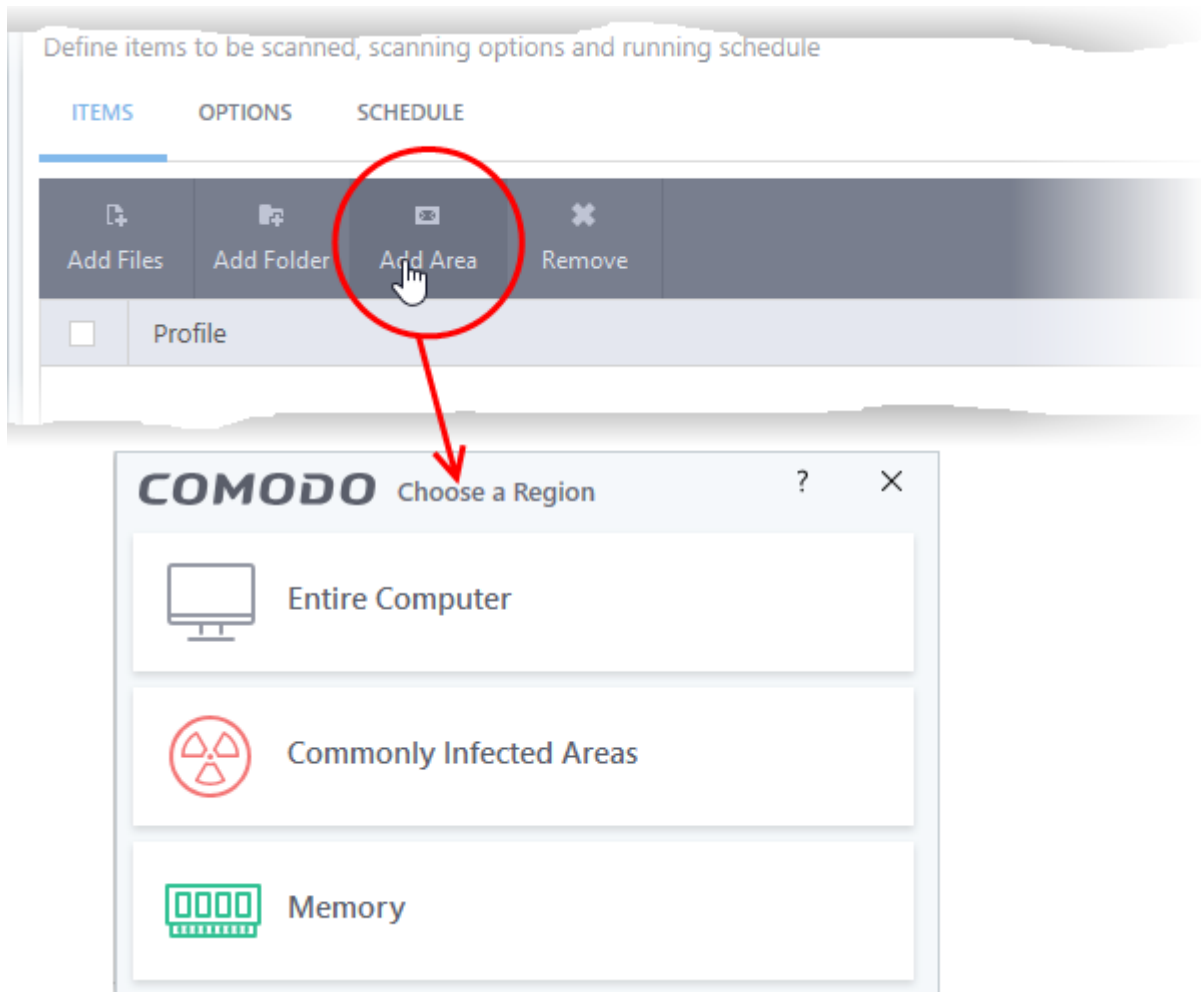 Define items to be scanned, scanning options and running schedule
ITEMS OPTIONS SCHEDULE
Add Files Add Folder Add Area Remove
Profile
COMODO Choose a Region ?
Entire Computer
Commonly Infected Areas
Memory